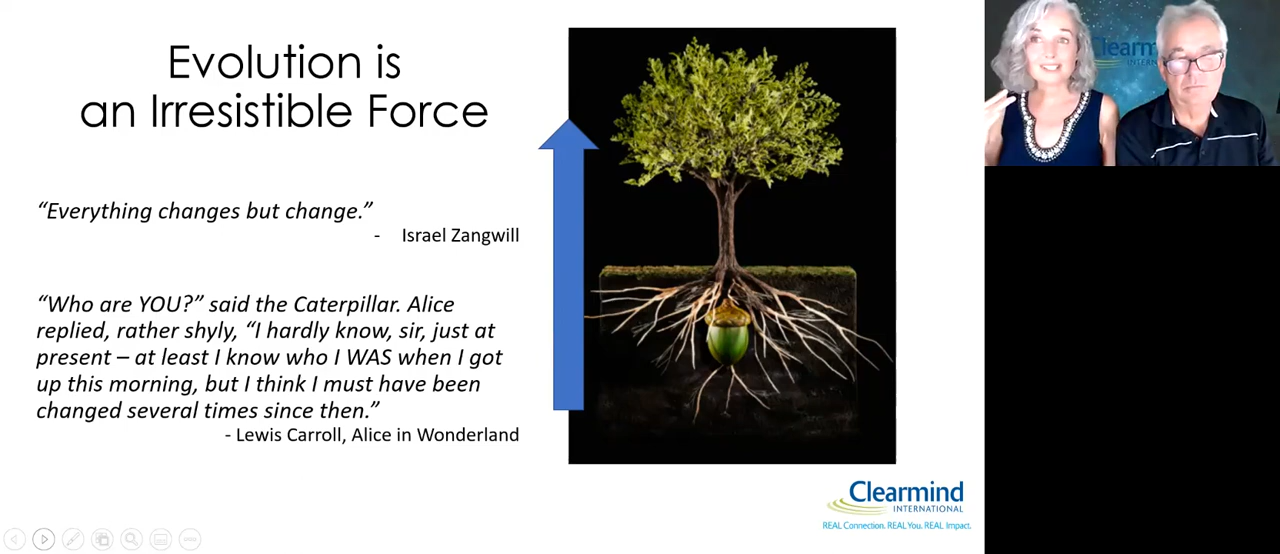 Evolution is
an Irresistible Force
“Everything changes but change.”
- Israel Zangwill
“Who are YOU?” said the Caterpillar. Alice
replied, rather shyly, “I hardly know, sir, just at
present – at least I know who I WAS when I got
up this morning, but I think I must have been
changed several times since then.”
- Lewis Carroll, Alice in Wonderland
Clearmind
INTERNATIONAL
REAL Connection. REAL You. REAL Impact.